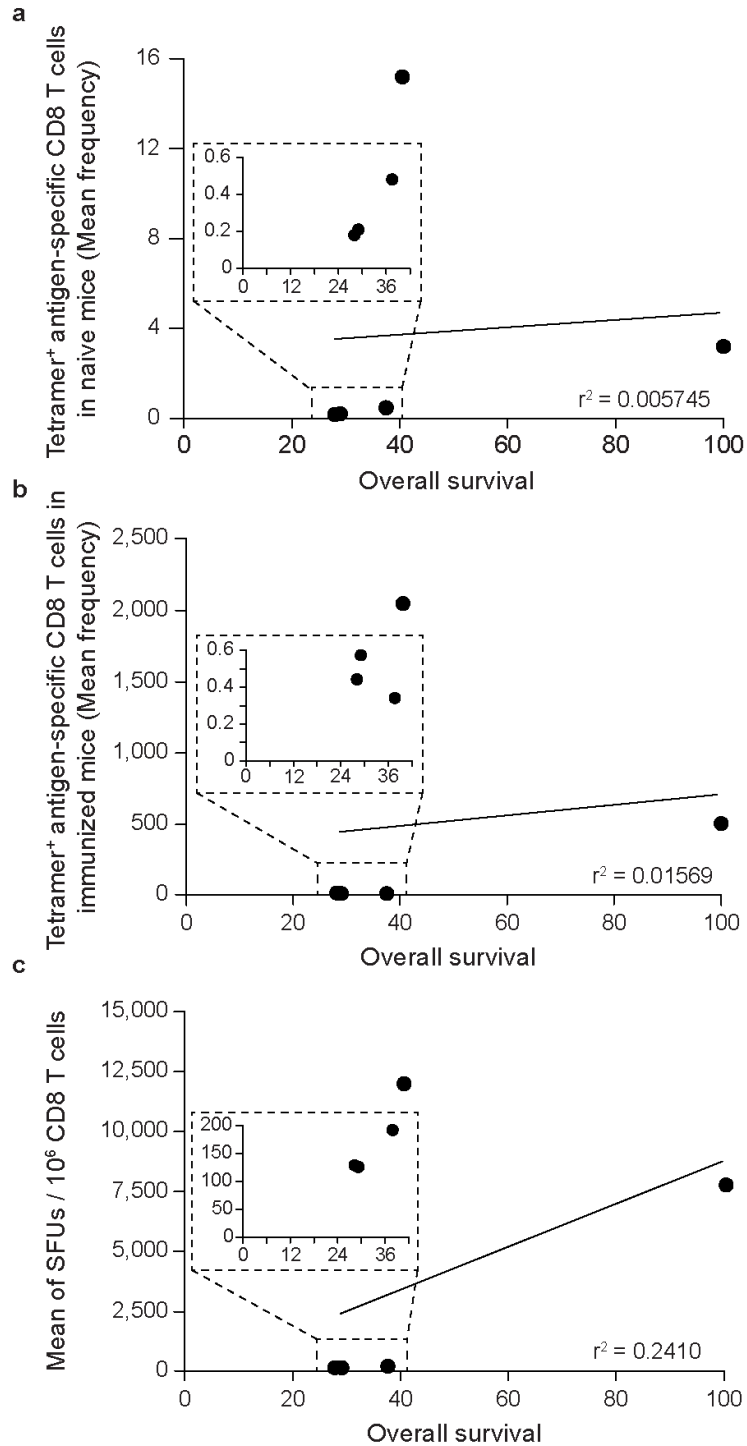 a
Tetramer⁺ antigen-specific CD8 T cells
in naive mice (Mean frequency)
16
12
8
4
0
0.6
0.4
0.2
0
0 12 24 36
r² = 0.005745
0 20 40 60 80 100
Overall survival
b
Tetramer⁺ antigen-specific CD8 T cells in
immunized mice (Mean frequency)
2,500
2,000
1,500
1,000
500
0
0.6
0.4
0.2
0
0 12 24 36
r² = 0.01569
0 20 40 60 80 100
Overall survival
c
Mean of SFUs / 10⁶ CD8 T cells
15,000
12,500
10,000
7,500
5,000
2,500
0
200
150
100
50
0
0 12 24 36
r² = 0.2410
0 20 40 60 80 100
Overall survival